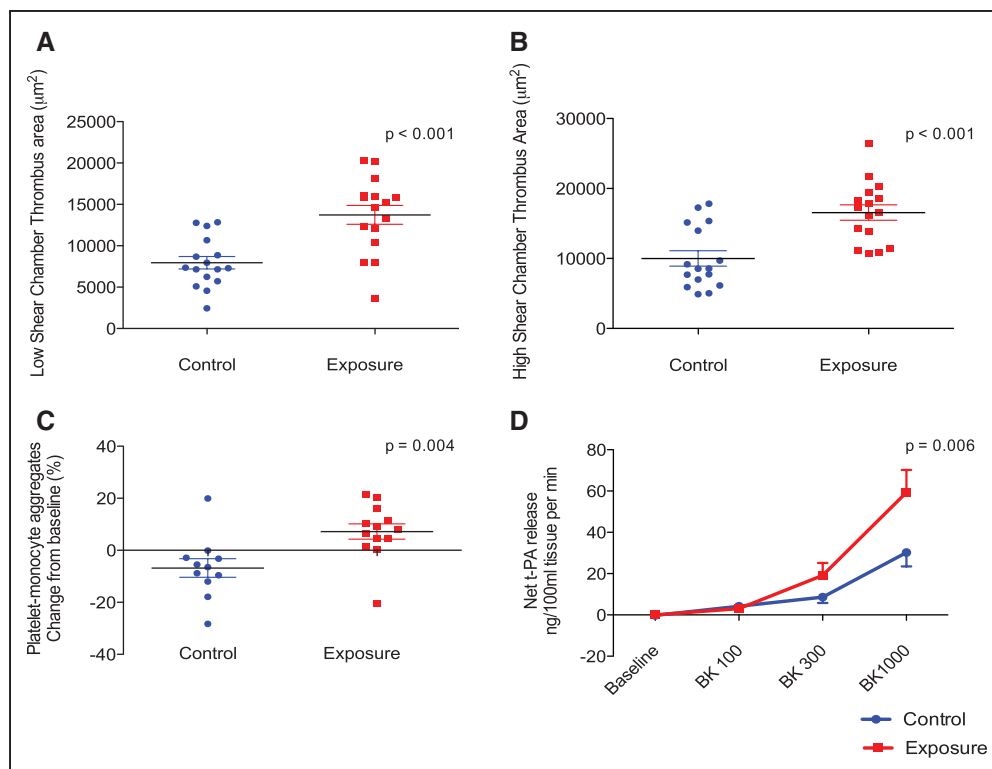 A
Low Shear Chamber Thrombus area (μm²)
25000
20000
15000
10000
5000
0
p < 0.001
Control
Exposure
B
High Shear Chamber Thrombus Area (μm²)
30000
20000
10000
0
p < 0.001
Control
Exposure
C
Platelet-monocyte aggregates
Change from baseline (%)
40
20
0
-20
-40
p = 0.004
Control
Exposure
D
Net t-PA release
ng/100ml tissue per min
80
60
40
20
0
-20
p = 0.006
Baseline
BK 100
BK 300
BK1000
Control
Exposure